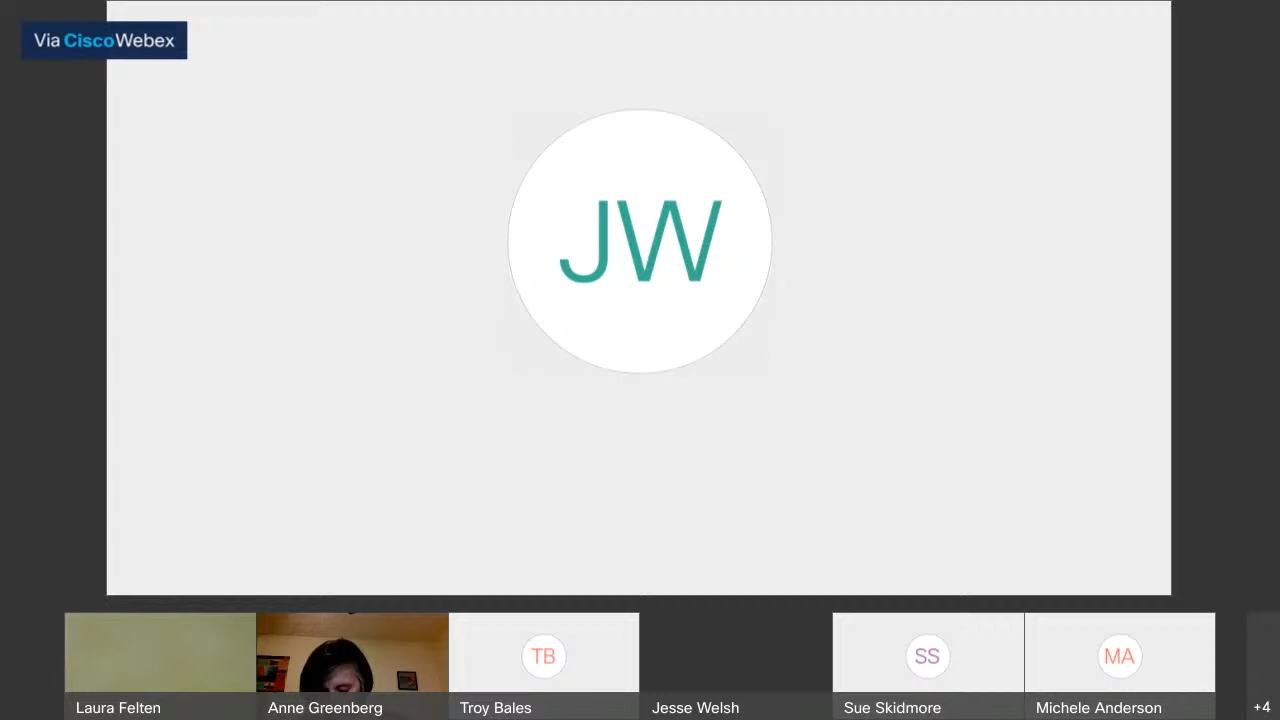 Via CiscoWebex
JW
TB
SS
MA
Laura Felten
Anne Greenberg
Troy Bales
Jesse Welsh
Sue Skidmore
Michele Anderson
+4